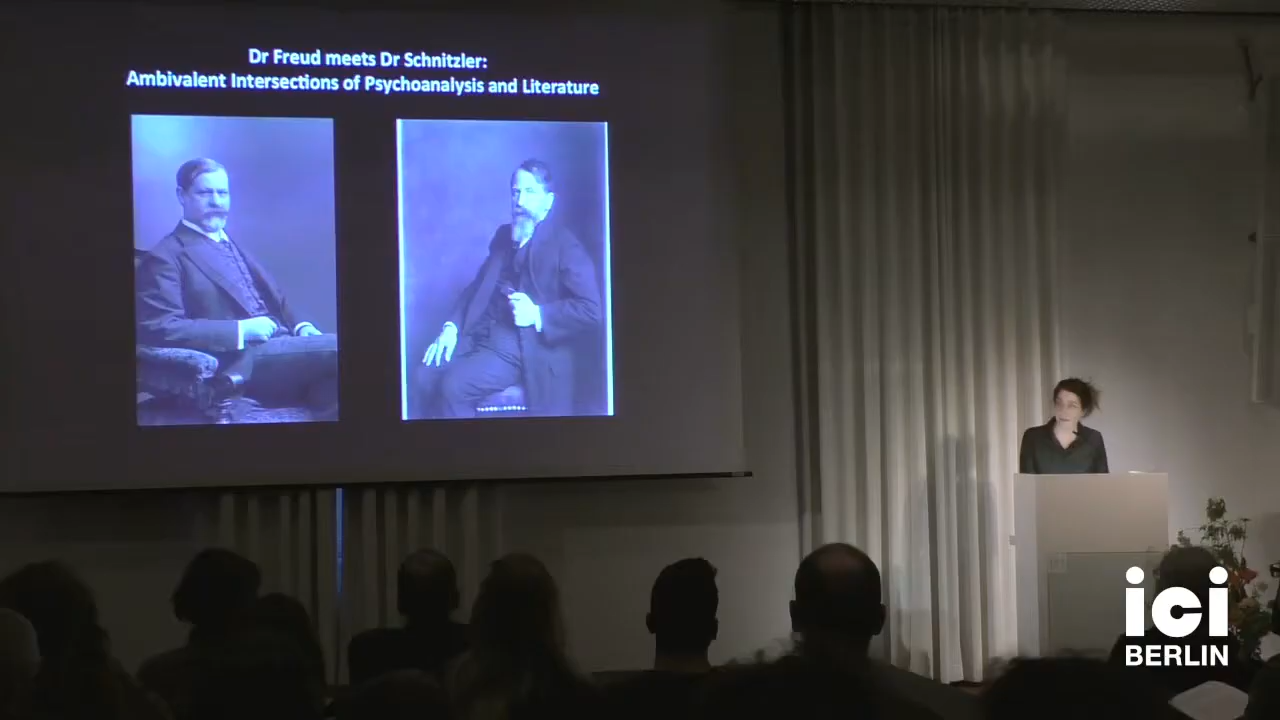 Dr Freud meets Dr Schnitzler:
Ambivalent Intersections of Psychoanalysis and Literature
ici
BERLIN